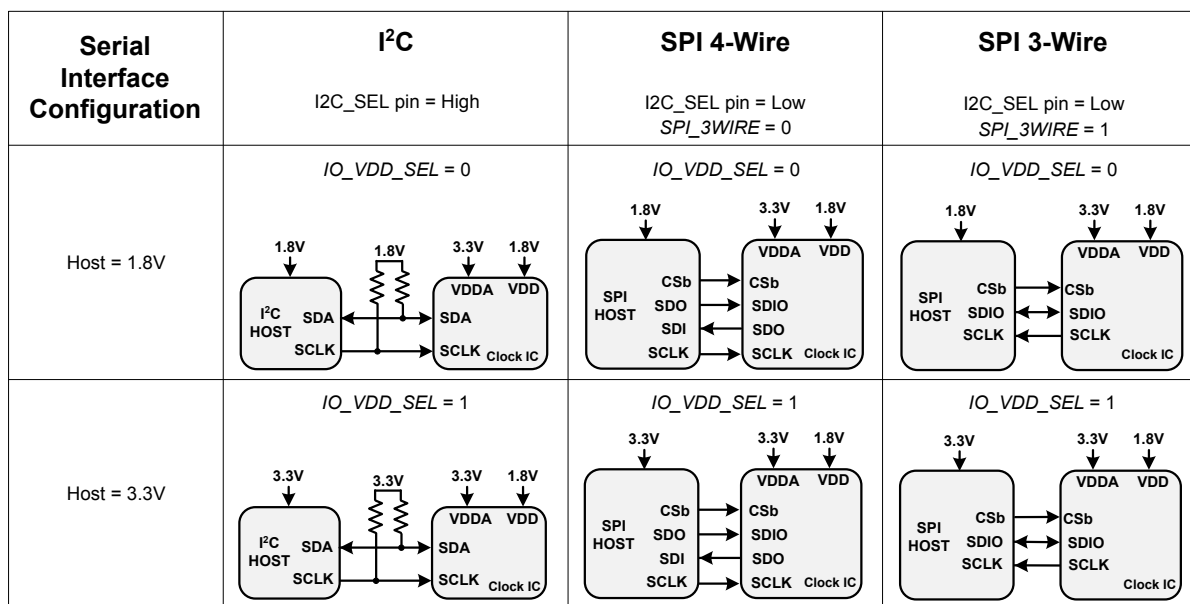 Serial
Interface
Configuration
I²C
I2C_SEL pin = High
SPI 4-Wire
I2C_SEL pin = Low
SPI_3WIRE = 0
SPI 3-Wire
I2C_SEL pin = Low
SPI_3WIRE = 1
Host = 1.8V
IO_VDD_SEL = 0
1.8V 1.8V 3.3V 1.8V
VDDA VDD
I²C
HOST
SDA SDA
SCLK SCLK
Clock IC
IO_VDD_SEL = 0
1.8V 3.3V 1.8V
VDDA VDD
SPI
HOST
CSb CSb
SDO SDIO
SDI SDO
SCLK SCLK Clock IC
IO_VDD_SEL = 0
1.8V 3.3V 1.8V
VDDA VDD
SPI
HOST
CSb CSb
SDIO SDIO
SCLK SCLK
Clock IC
Host = 3.3V
IO_VDD_SEL = 1
3.3V 3.3V 3.3V 1.8V
VDDA VDD
I²C
HOST
SDA SDA
SCLK SCLK
Clock IC
IO_VDD_SEL = 1
3.3V 3.3V 1.8V
VDDA VDD
SPI
HOST
CSb CSb
SDO SDIO
SDI SDO
SCLK SCLK Clock IC
IO_VDD_SEL = 1
3.3V 3.3V 1.8V
VDDA VDD
SPI
HOST
CSb CSb
SDIO SDIO
SCLK SCLK
Clock IC